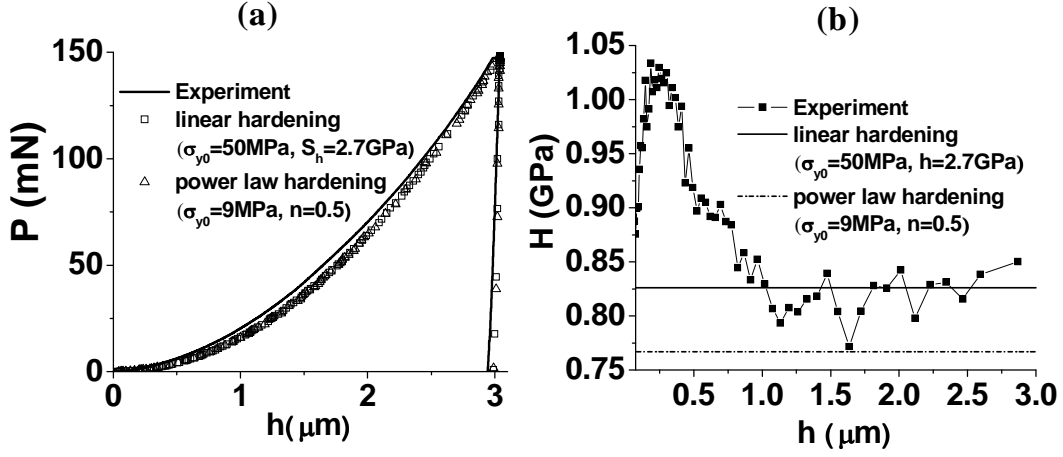 (a)
150
100
50
0
P (mN)
Experiment
linear hardening
(σy0=50MPa, Sh=2.7GPa)
power law hardening
(σy0=9MPa, n=0.5)
0 1 2 3
h(μm)
(b)
1.05
1.00
0.95
0.90
0.85
0.80
0.75
H (GPa)
Experiment
linear hardening
(σy0=50MPa, h=2.7GPa)
power law hardening
(σy0=9MPa, n=0.5)
0.5 1.0 1.5 2.0 2.5 3.0
h (μm)